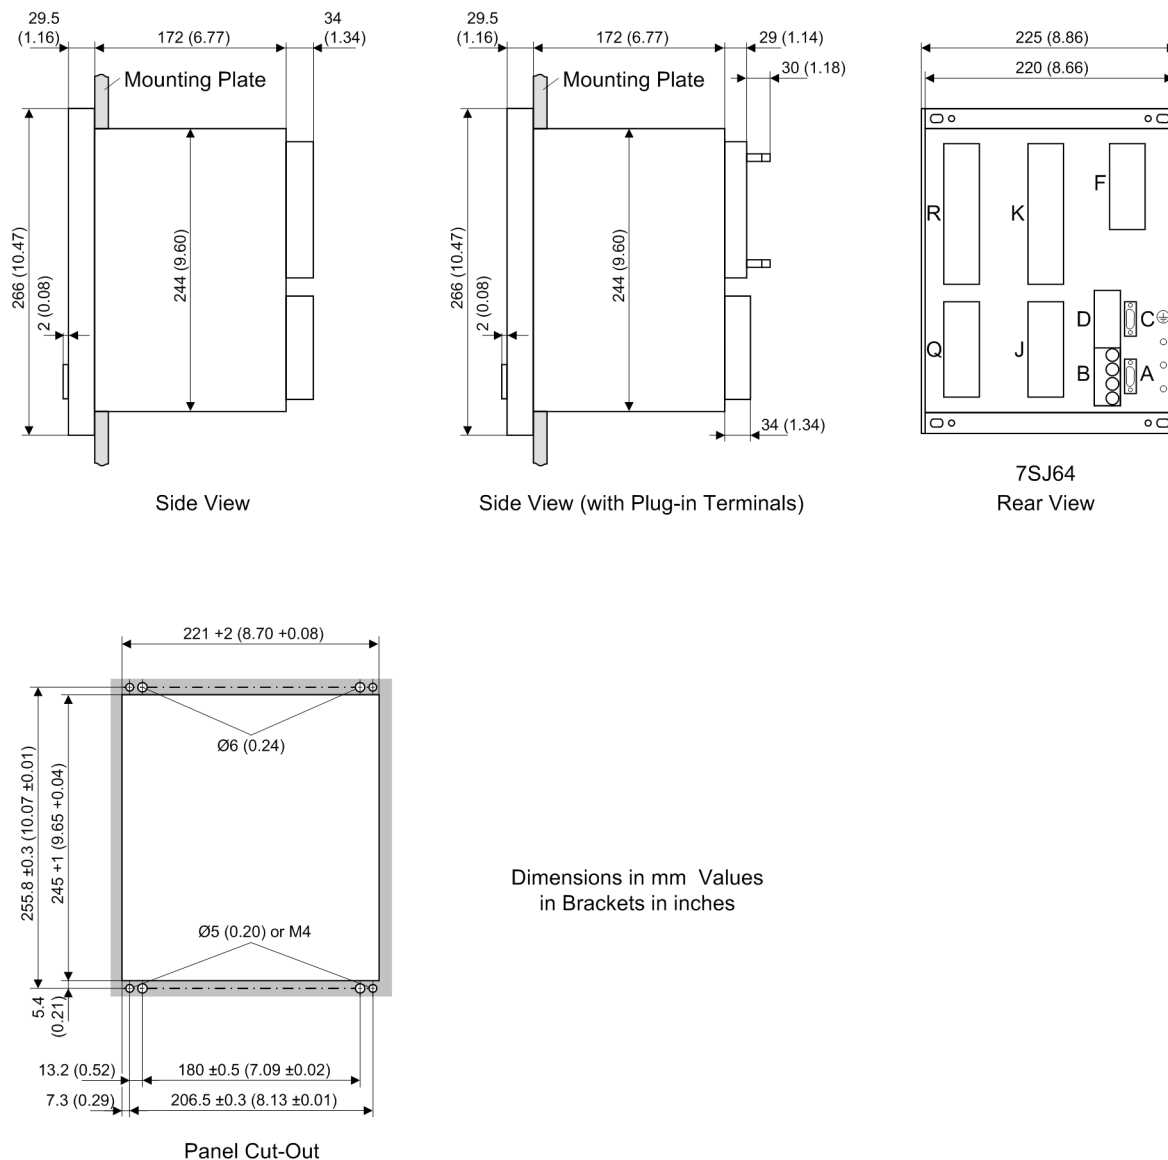 29.5
(1.16)
172 (6.77)
34
(1.34)
Mounting Plate
266 (10.47)
2 (0.08)
244 (9.60)
Side View
29.5
(1.16)
172 (6.77)
29 (1.14)
30 (1.18)
Mounting Plate
266 (10.47)
2 (0.08)
244 (9.60)
34 (1.34)
Side View (with Plug-in Terminals)
225 (8.86)
220 (8.66)
R
K
F
Q
J
D
C
B
A
7SJ64
Rear View
221 +2 (8.70 +0.08)
Ø6 (0.24)
255.8 ±0.3 (10.07 ±0.01)
245 +1 (9.65 +0.04)
Ø5 (0.20) or M4
5.4
(0.21)
13.2 (0.52)
180 ±0.5 (7.09 ±0.02)
7.3 (0.29)
206.5 ±0.3 (8.13 ±0.01)
Panel Cut-Out
Dimensions in mm Values
in Brackets in inches